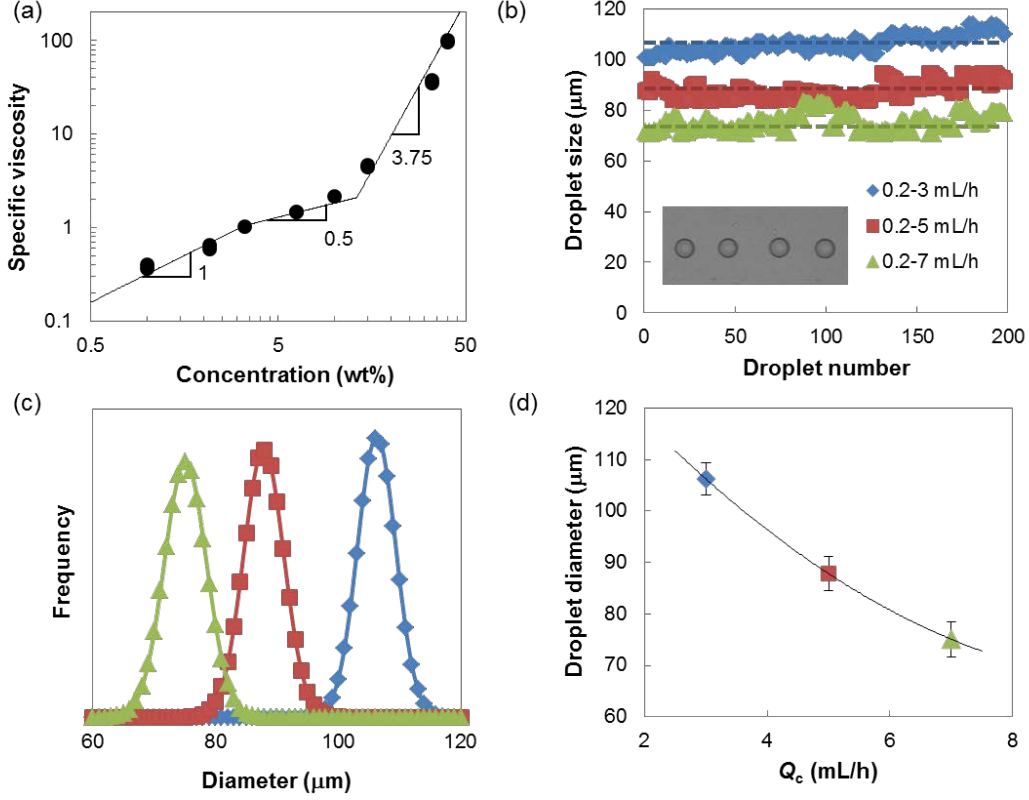 (a)
Specific viscosity
100
10
1
0.1
0.5
5
50
Concentration (wt%)
1
0.5
3.75
(b)
Droplet size (μm)
120
100
80
60
40
20
0
0
50
100
150
200
Droplet number
0.2-3 mL/h
0.2-5 mL/h
0.2-7 mL/h
(c)
Frequency
60
80
100
120
Diameter (μm)
(d)
Droplet diameter (μm)
120
110
100
90
80
70
60
2
4
6
8
Qc (mL/h)